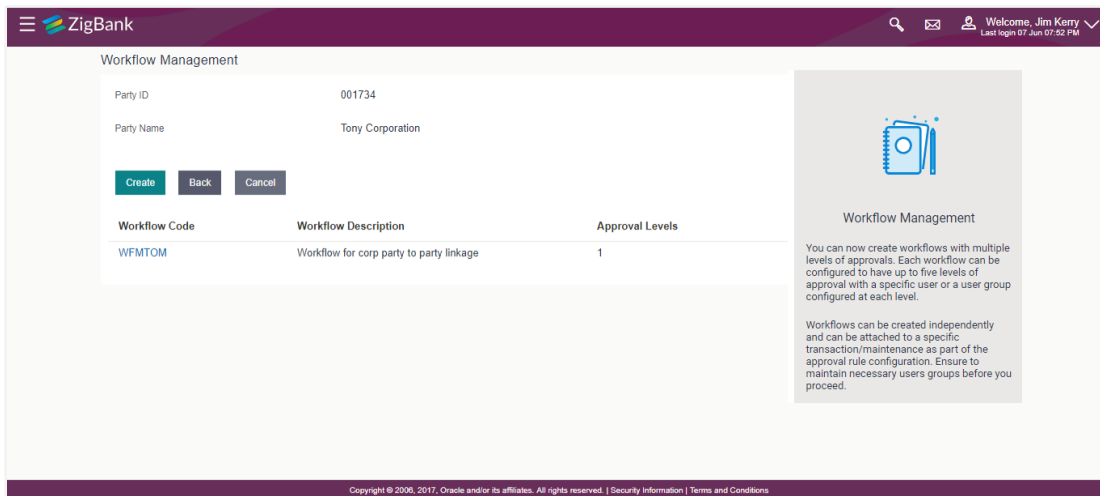 ZigBank
Welcome, Jim Kerry
Last login 07 Jun 07:52 PM
Workflow Management
Party ID 001734
Party Name Tony Corporation
Create Back Cancel
Workflow Code Workflow Description Approval Levels
WFMTOM Workflow for corp party to party linkage 1
Workflow Management
You can now create workflows with multiple
levels of approvals. Each workflow can be
configured to have up to five levels of
approval with a specific user or a user group
configured at each level.
Workflows can be created independently
and can be attached to a specific
transaction/maintenance as part of the
approval rule configuration. Ensure to
maintain necessary users groups before you
proceed.
Copyright © 2006, 2017, Oracle and/or its affiliates. All rights reserved. | Security Information | Terms and Conditions